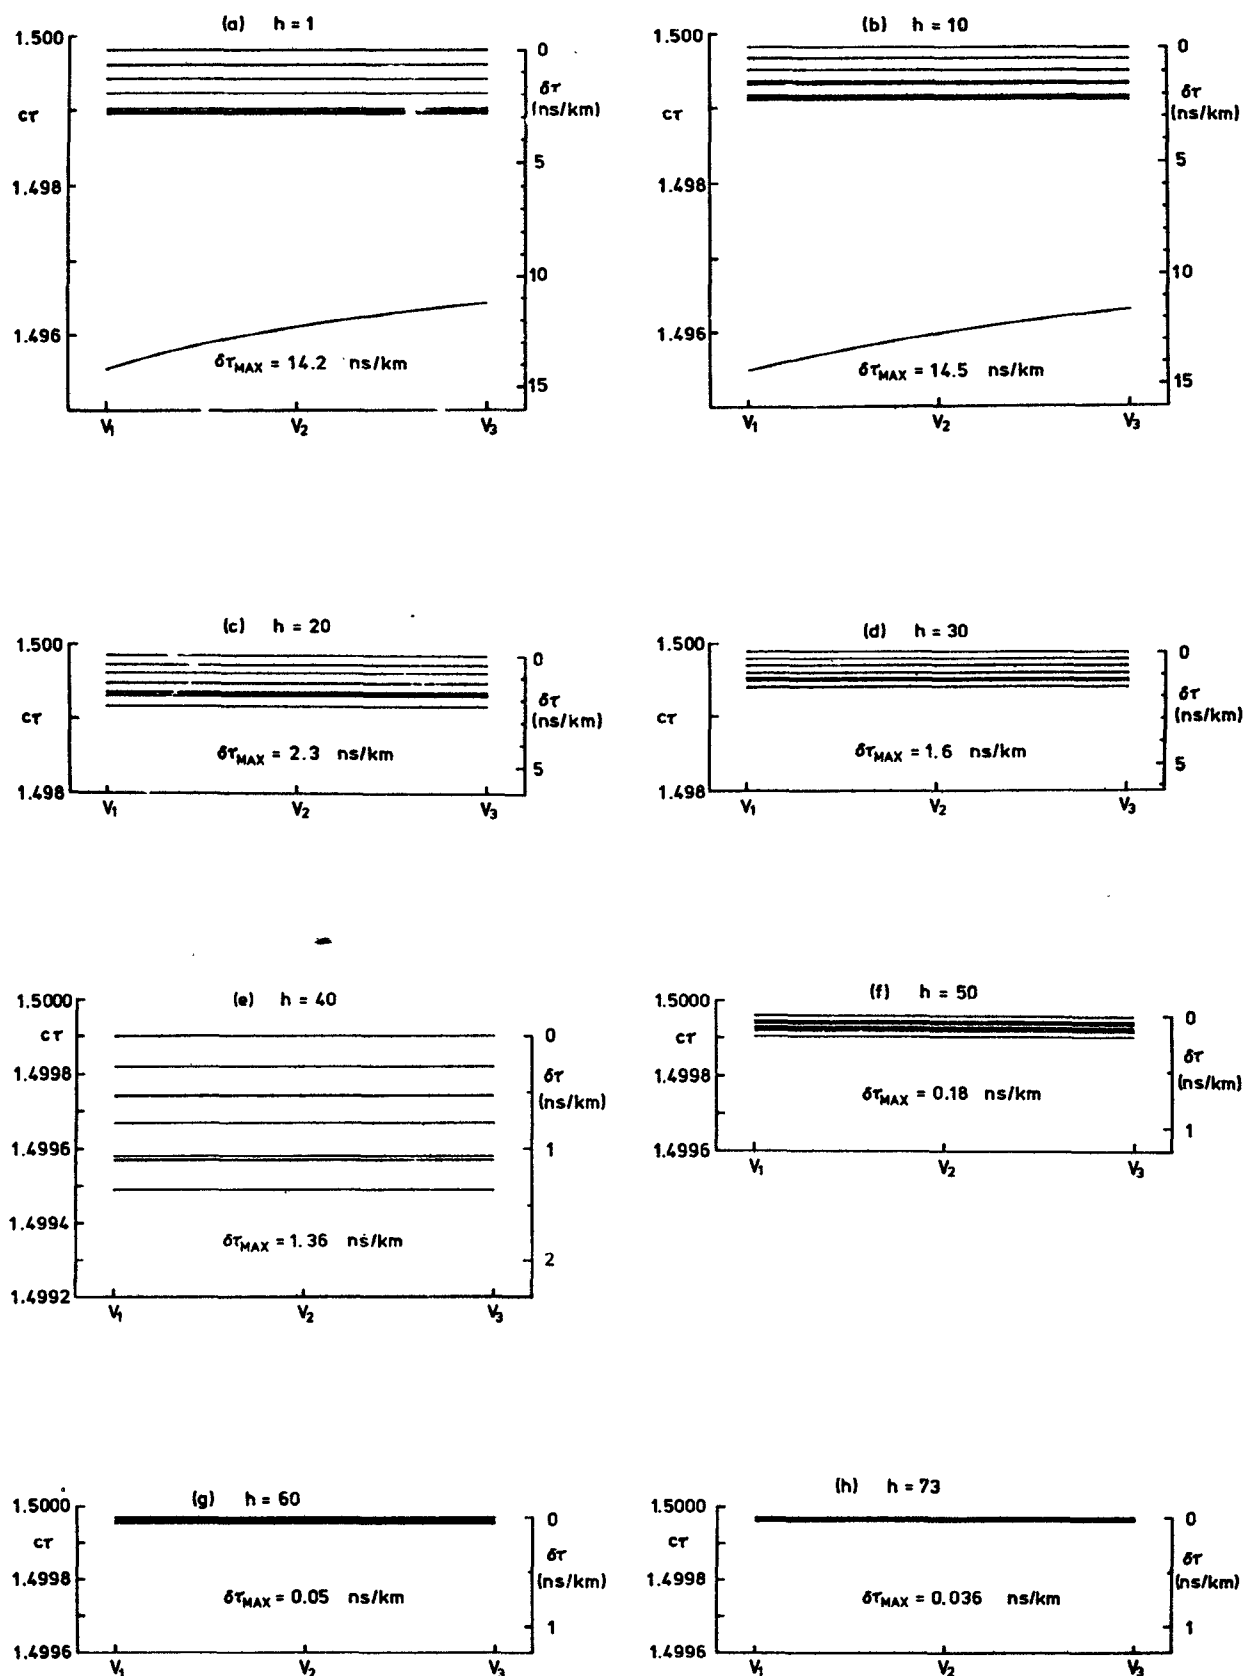 (a) h = 1
1.500
cτ
1.498
1.496
0
δτ
(ns/km)
5
10
15
δτMAX = 14.2 ns/km
V1 V2 V3
(b) h = 10
1.500
cτ
1.498
1.496
0
δτ
(ns/km)
5
10
15
δτMAX = 14.5 ns/km
V1 V2 V3
(c) h = 20
1.500
cτ
1.498
0
δτ
(ns/km)
5
δτMAX = 2.3 ns/km
V1 V2 V3
(d) h = 30
1.500
cτ
1.498
0
δτ
(ns/km)
5
δτMAX = 1.6 ns/km
V1 V2 V3
(e) h = 40
1.5000
cτ
1.4998
1.4996
1.4994
1.4992
0
δτ
(ns/km)
1
2
δτMAX = 1.36 ns/km
V1 V2 V3
(f) h = 50
1.5000
cτ
1.4998
1.4996
0
δτ
(ns/km)
1
δτMAX = 0.18 ns/km
V1 V2 V3
(g) h = 60
1.5000
cτ
1.4998
1.4996
0
δτ
(ns/km)
1
δτMAX = 0.05 ns/km
V1 V2 V3
(h) h = 73
1.5000
cτ
1.4998
1.4996
0
δτ
(ns/km)
1
δτMAX = 0.036 ns/km
V1 V2 V3